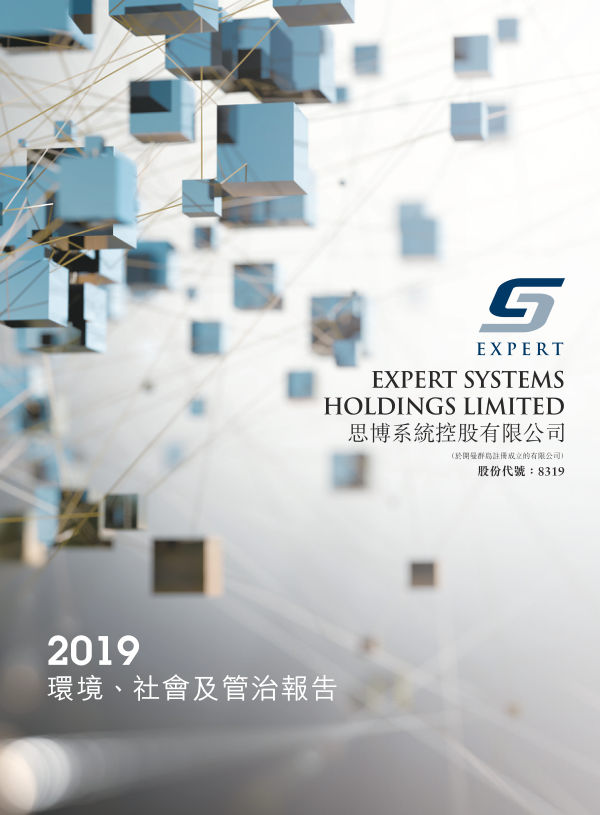 EXPERT
EXPERT SYSTEMS
HOLDINGS LIMITED
思博系統控股有限公司
(於開曼群島註冊成立的有限公司)
股份代號：8319
2019
環境、社會及管治報告